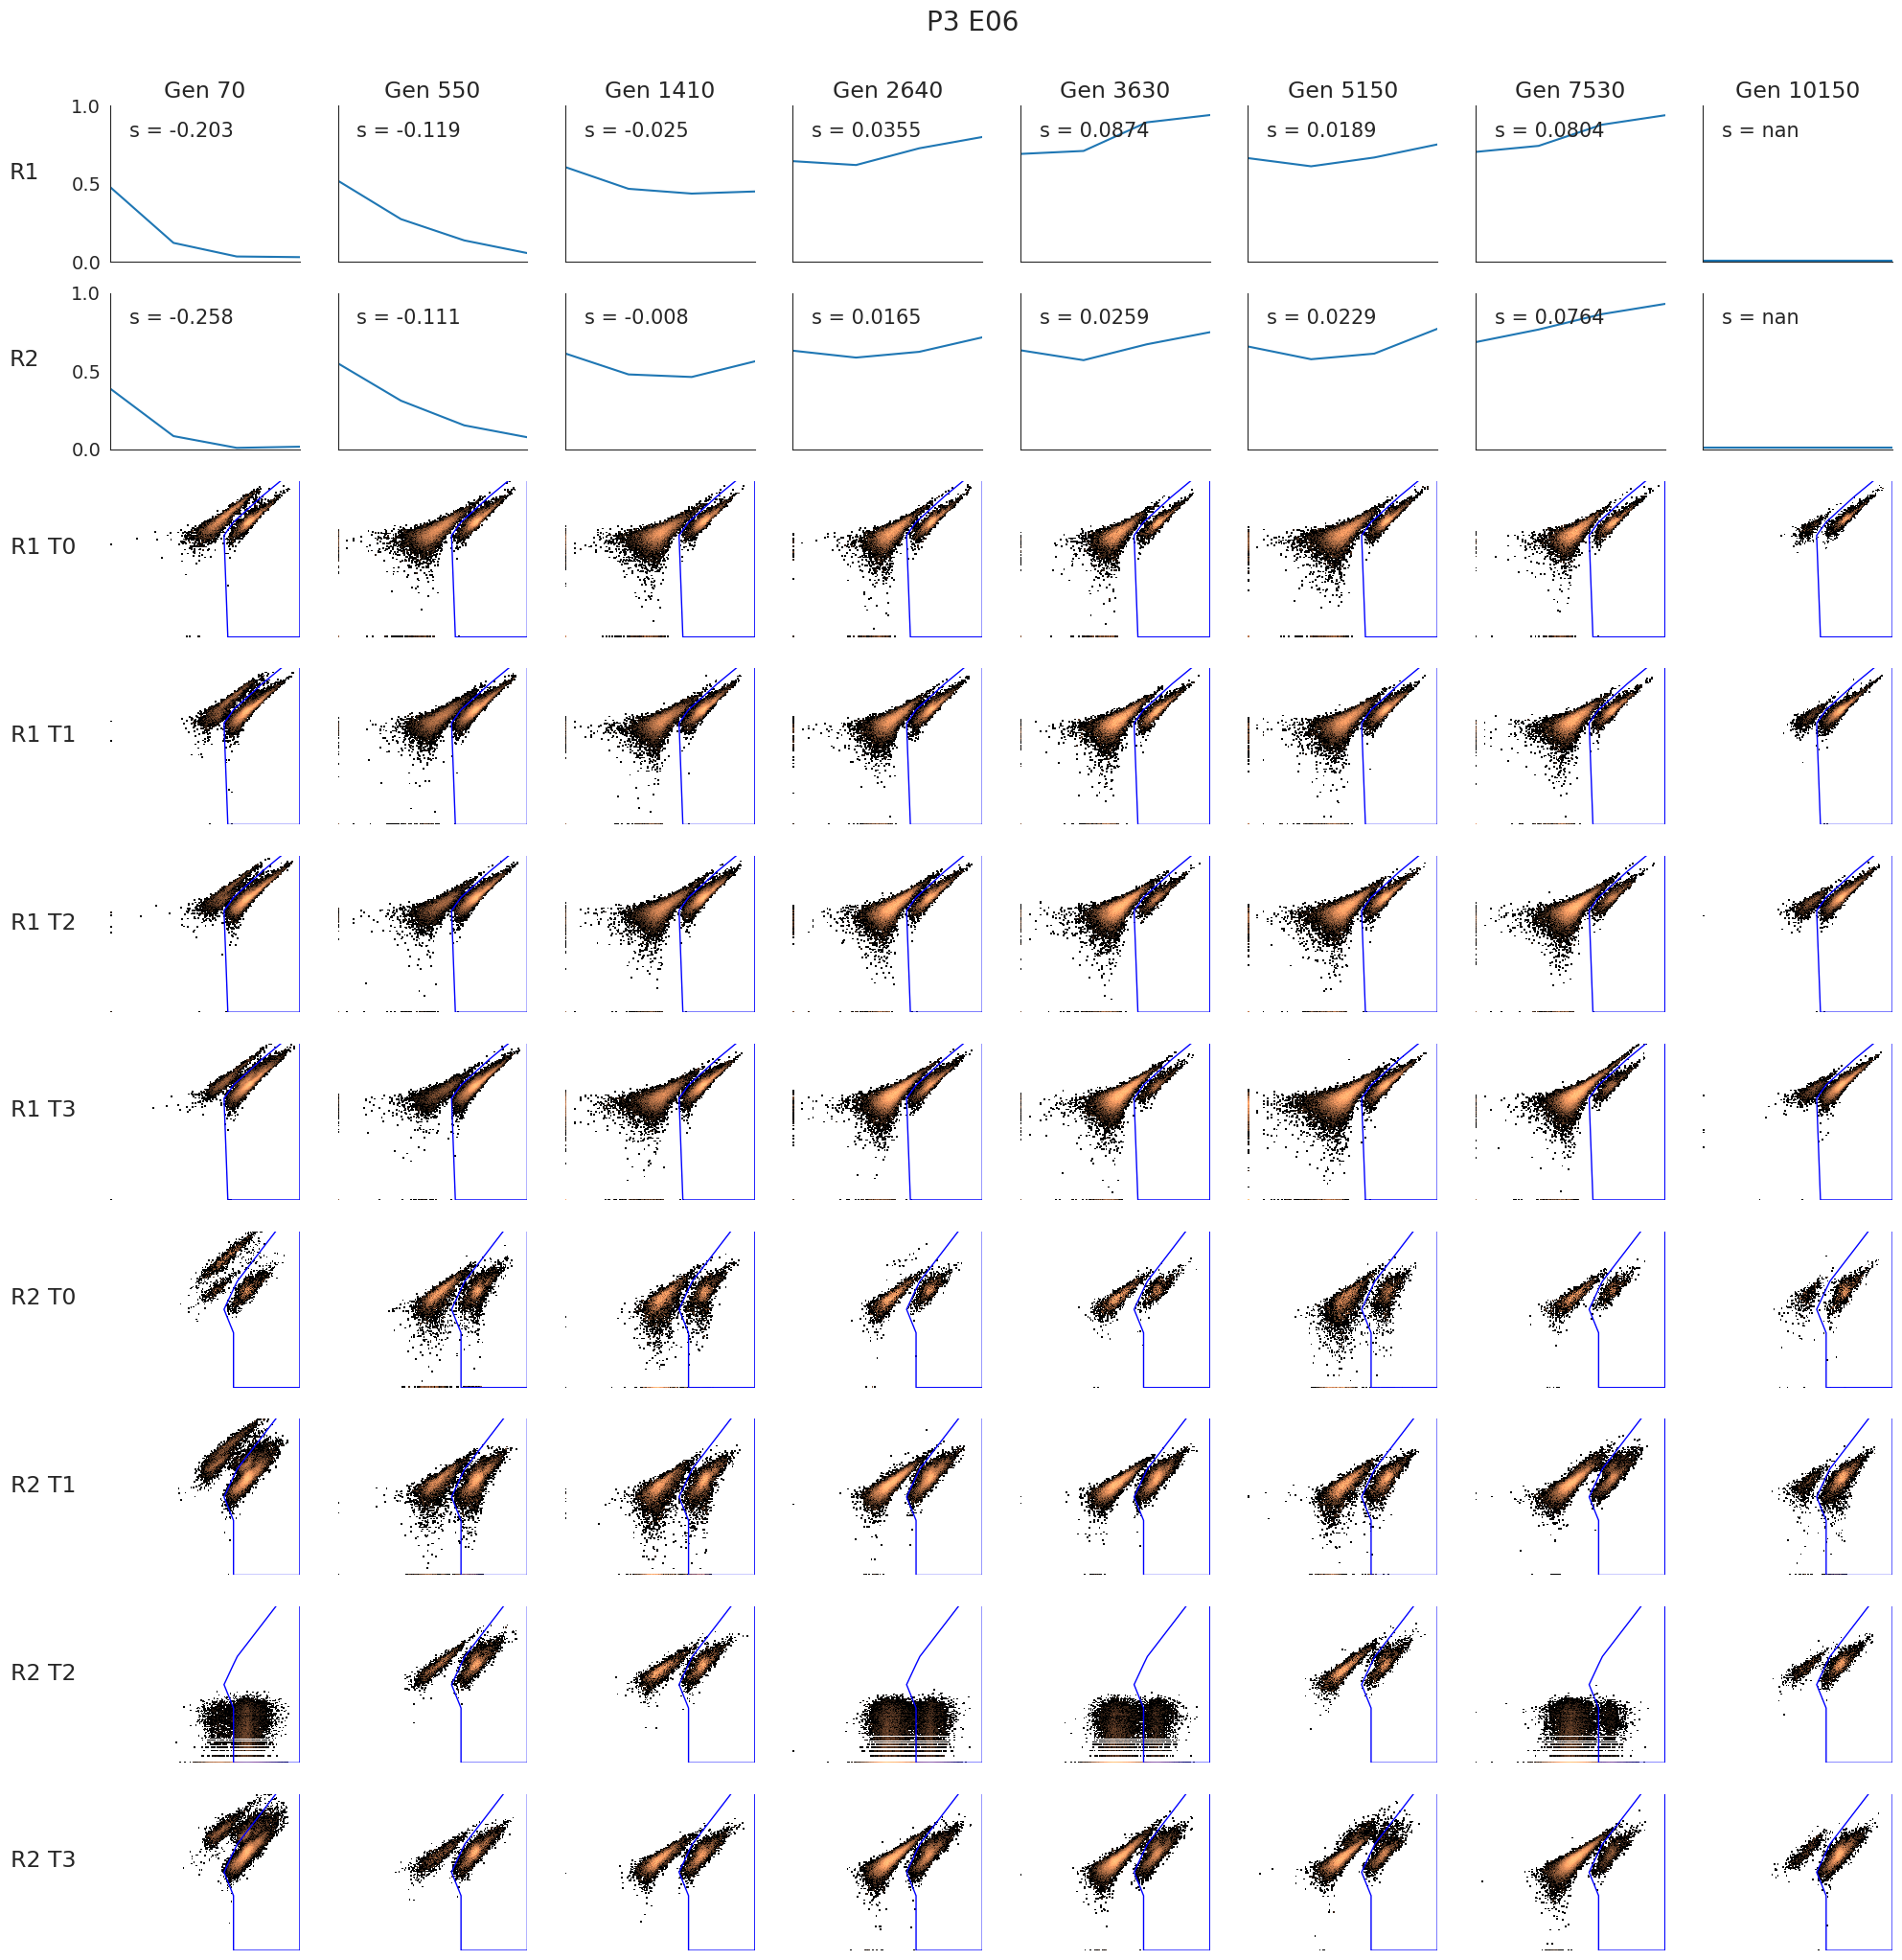 P3 E06
Gen 70 Gen 550 Gen 1410 Gen 2640 Gen 3630 Gen 5150 Gen 7530 Gen 10150
1.0
s = -0.203 s = -0.119 s = -0.025 s = 0.0355 s = 0.0874 s = 0.0189 s = 0.0804 s = nan
R1
0.5
0.0
1.0
s = -0.258 s = -0.111 s = -0.008 s = 0.0165 s = 0.0259 s = 0.0229 s = 0.0764 s = nan
R2
0.5
0.0
R1 T0
R1 T1
R1 T2
R1 T3
R2 T0
R2 T1
R2 T2
R2 T3